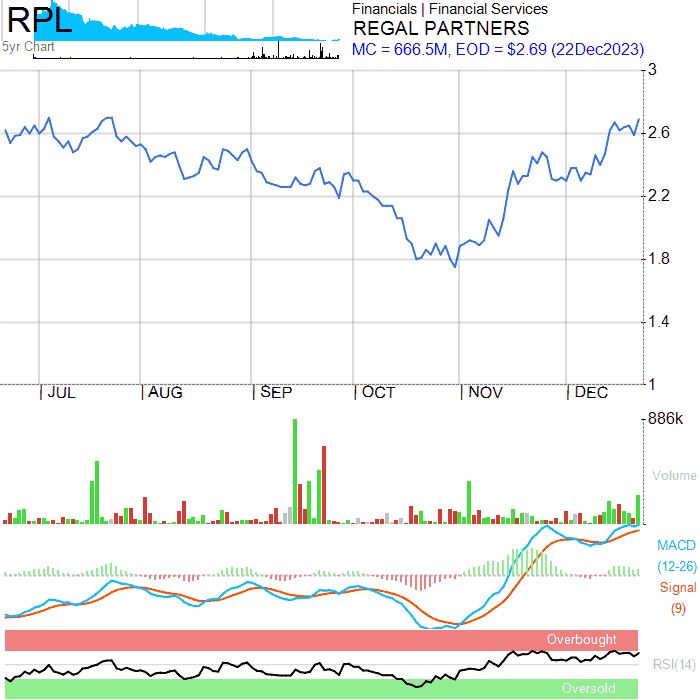 RPL
5yr Chart
Financials | Financial Services
REGAL PARTNERS
MC = 666.5M, EOD = $2.69 (22Dec2023)
3
2.6
2.2
1.8
1.4
1
JUL AUG SEP OCT NOV DEC
886k
Volume
MACD
(12-26)
Signal
(9)
Overbought
RSI(14)
Oversold